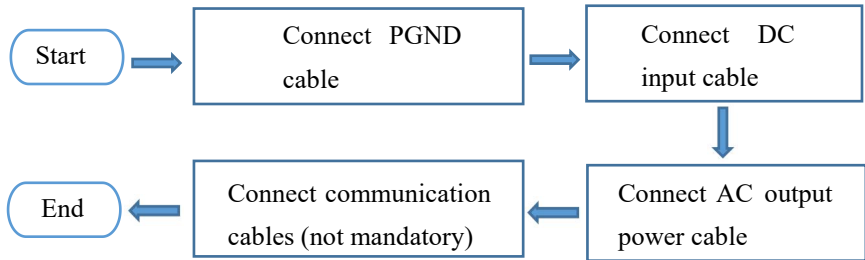 Start
Connect PGND
cable
Connect DC
input cable
Connect AC output
power cable
Connect communication
cables (not mandatory)
End